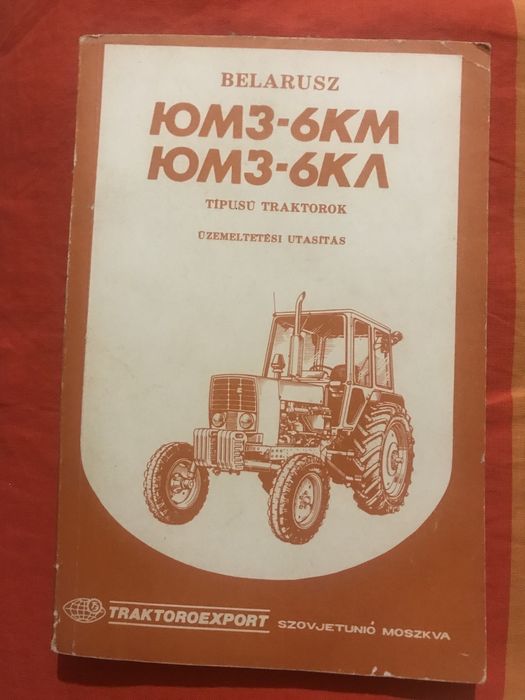 BELARUSZ
ЮМЗ-6КМ
ЮМЗ-6КЛ
TÍPUSÚ TRAKTOROK
ÜZEMELTETÉSI UTASÍTÁS
TRAKTOROEXPORT SZOVJETUNIÓ MOSZKVA